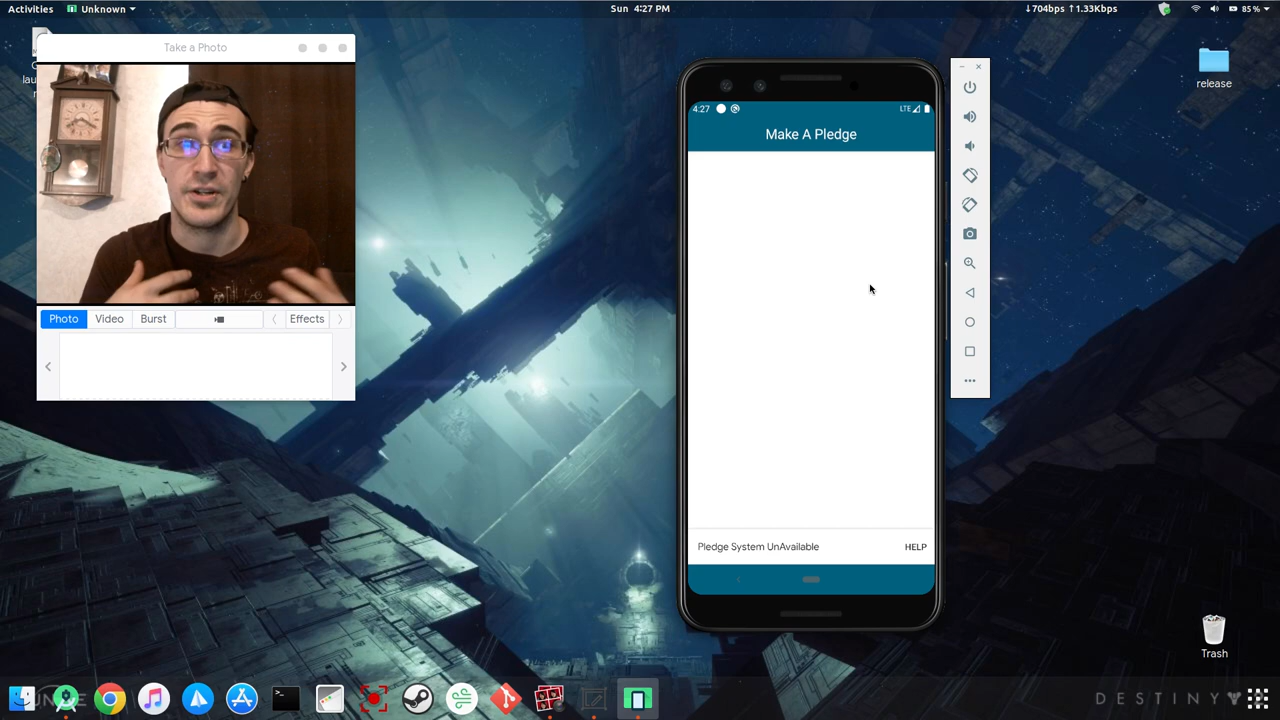 Activities
Unknown
Sun 4:27 PM
↓704bps ↑1.33Kbps
85%
Take a Photo
Photo
Video
Burst
Effects
4:27
LTE
Make A Pledge
Pledge System UnAvailable
HELP
release
Trash
DESTINY